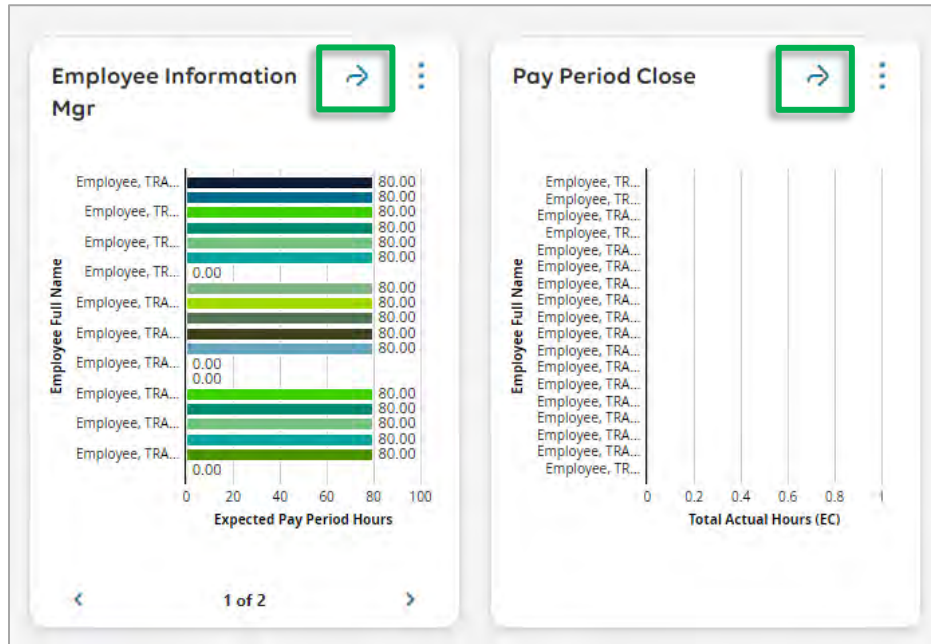 Employee Information
Mgr
Employee Full Name
Employee, TRA... 80.00
80.00
Employee, TR... 80.00
80.00
Employee, TR... 80.00
80.00
Employee, TR... 0.00
80.00
Employee, TRA... 80.00
80.00
Employee, TRA... 80.00
80.00
Employee, TRA... 0.00
0.00
Employee, TRA... 80.00
80.00
Employee, TRA... 80.00
80.00
Employee, TRA... 80.00
0.00
0 20 40 60 80 100
Expected Pay Period Hours
1 of 2
Pay Period Close
Employee Full Name
Employee, TR...
Employee, TR...
Employee, TRA...
Employee, TR...
Employee, TRA...
Employee, TRA...
Employee, TRA...
Employee, TRA...
Employee, TRA...
Employee, TRA...
Employee, TRA...
Employee, TRA...
Employee, TRA...
Employee, TRA...
Employee, TRA...
Employee, TRA...
Employee, TRA...
Employee, TR...
0 0.2 0.4 0.6 0.8 1
Total Actual Hours (EC)